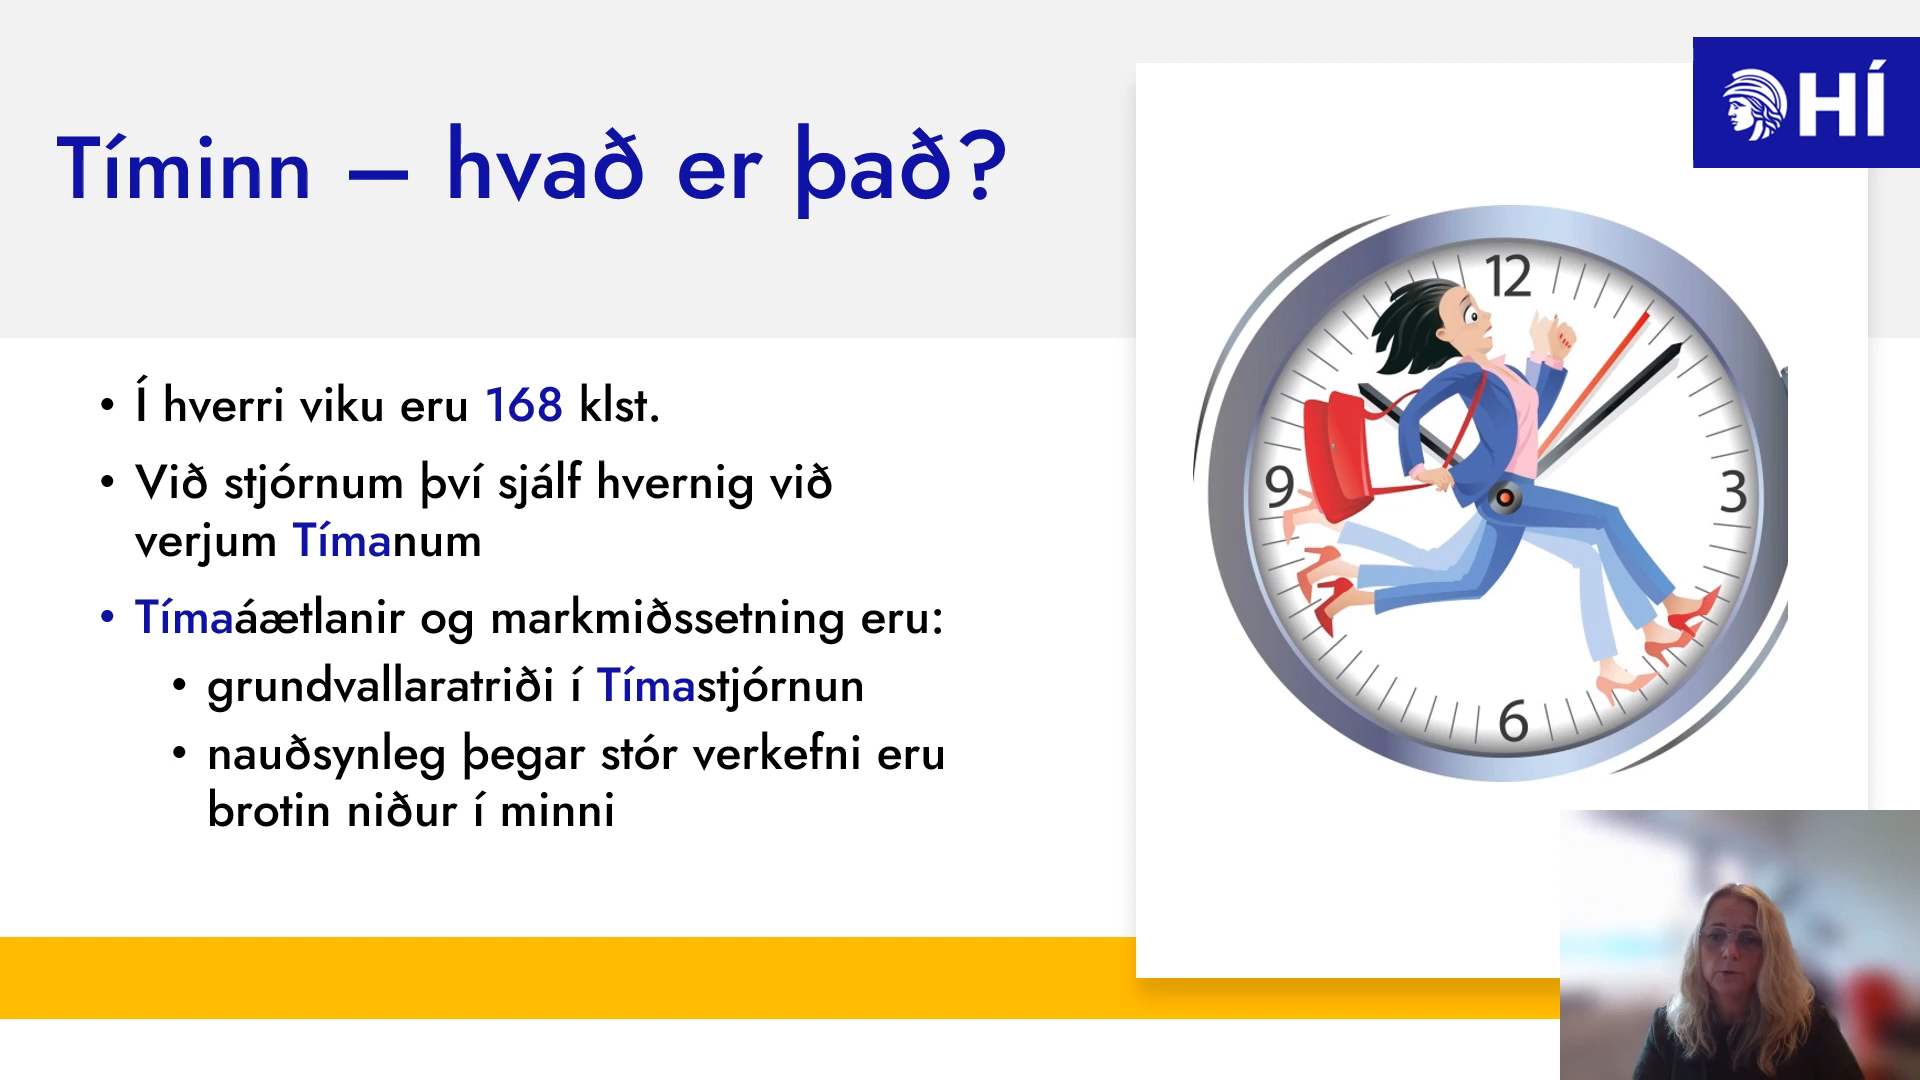 HÍ
Tíminn – hvað er það?
• Í hverri viku eru 168 klst.
• Við stjórnum því sjálf hvernig við
verjum Tímanum
• Tímaáætlanir og markmiðssetning eru:
• grundvallaratriði í Tímastjórnun
• nauðsynleg þegar stór verkefni eru
brotin niður í minni
12
9
3
6